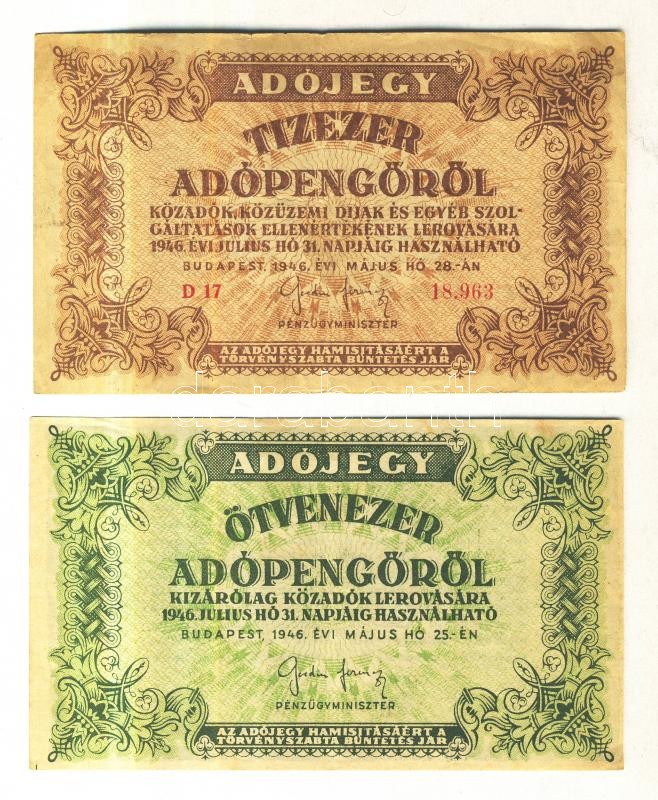 ADÓJEGY
TIZEZER
ADÓPENGŐRŐL
KÖZADÓK, KÖZÜZEMI DIJAK ÉS EGYÉB SZOL-
GÁLTATÁSOK ELLENÉRTÉKÉNEK LEROVÁSÁRA
1946. ÉVI JULIUS HÓ 31. NAPJÁIG HASZNÁLHATÓ
BUDAPEST, 1946. ÉVI MÁJUS HÓ 28.-ÁN
D 17 18.963
PÉNZÜGYMINISZTER
AZ ADÓJEGY HAMISITÁSÁÉRT A
TÖRVÉNYSZABTA BÜNTETÉS JÁR
darabanth
ADÓJEGY
ÖTVENEZER
ADÓPENGŐRŐL
KIZÁRÓLAG KÖZADÓK LEROVÁSÁRA
1946. JULIUS HÓ 31. NAPJÁIG HASZNÁLHATÓ
BUDAPEST, 1946. ÉVI MÁJUS HÓ 25.-ÉN
PÉNZÜGYMINISZTER
AZ ADÓJEGY HAMISITÁSÁÉRT A
TÖRVÉNYSZABTA BÜNTETÉS JÁR